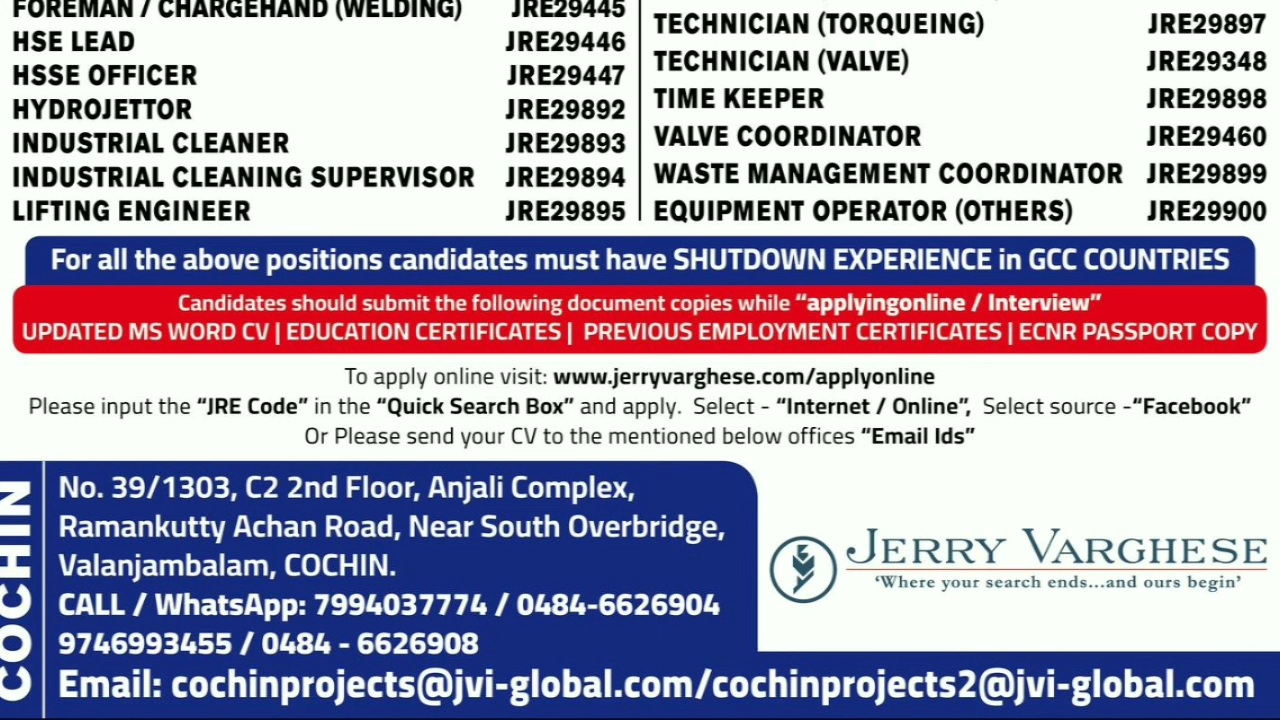 FOREMAN / CHARGEHAND (WELDING) JRE29445
HSE LEAD JRE29446
HSSE OFFICER JRE29447
HYDROJETTOR JRE29892
INDUSTRIAL CLEANER JRE29893
INDUSTRIAL CLEANING SUPERVISOR JRE29894
LIFTING ENGINEER JRE29895
TECHNICIAN (TORQUEING) JRE29897
TECHNICIAN (VALVE) JRE29348
TIME KEEPER JRE29898
VALVE COORDINATOR JRE29460
WASTE MANAGEMENT COORDINATOR JRE29899
EQUIPMENT OPERATOR (OTHERS) JRE29900
For all the above positions candidates must have SHUTDOWN EXPERIENCE in GCC COUNTRIES
Candidates should submit the following document copies while “applyingonline / Interview”
UPDATED MS WORD CV | EDUCATION CERTIFICATES | PREVIOUS EMPLOYMENT CERTIFICATES | ECNR PASSPORT COPY
To apply online visit: www.jerryvarghese.com/applyonline
Please input the “JRE Code” in the “Quick Search Box” and apply. Select - “Internet / Online”, Select source -“Facebook”
Or Please send your CV to the mentioned below offices “Email Ids”
COCHIN
No. 39/1303, C2 2nd Floor, Anjali Complex,
Ramankutty Achan Road, Near South Overbridge,
Valanjambalam, COCHIN.
CALL / WhatsApp: 7994037774 / 0484-6626904
9746993455 / 0484 - 6626908
Email: cochinprojects@jvi-global.com/cochinprojects2@jvi-global.com
JERRY VARGHESE
‘Where your search ends...and ours begin’